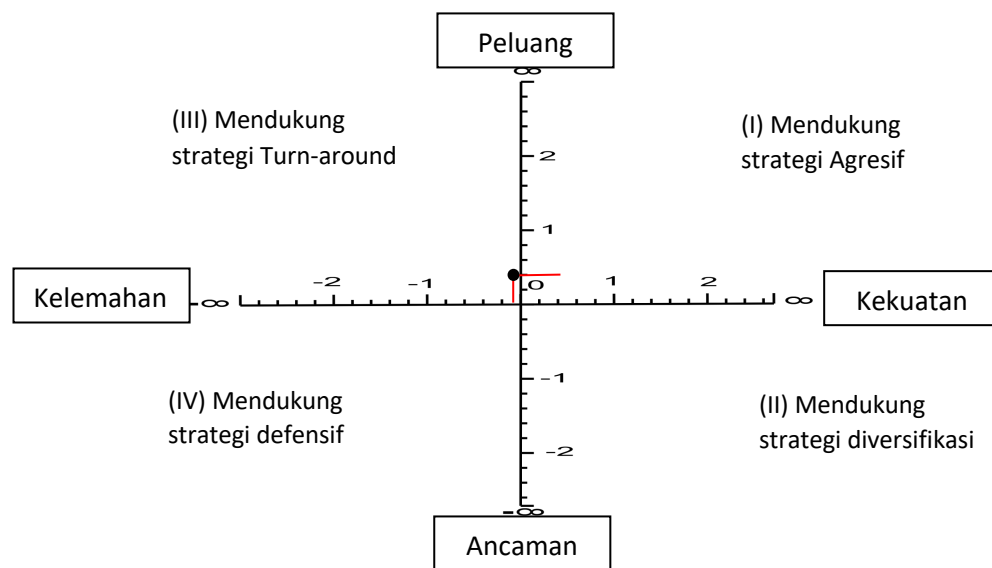 Peluang
∞
(III) Mendukung
strategi Turn-around
(I) Mendukung
strategi Agresif
2
1
Kelemahan
-∞
-2
-1
0
1
2
∞
Kekuatan
-1
(IV) Mendukung
strategi defensif
(II) Mendukung
strategi diversifikasi
-2
-∞
Ancaman